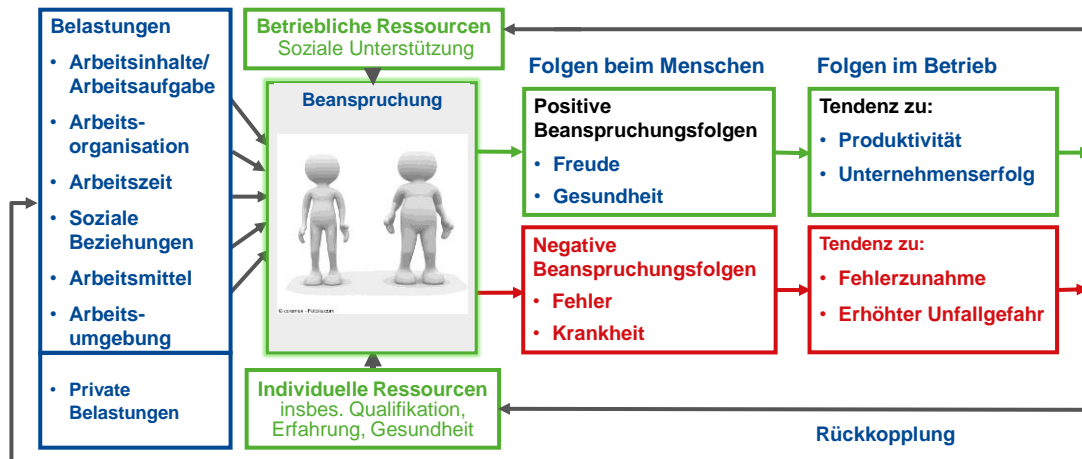 Belastungen
• Arbeitsinhalte/
Arbeitsaufgabe
• Arbeits-
organisation
• Arbeitszeit
• Soziale
Beziehungen
• Arbeitsmittel
• Arbeits-
umgebung
• Private
Belastungen
Betriebliche Ressourcen
Soziale Unterstützung
Beanspruchung
Individuelle Ressourcen
insbes. Qualifikation,
Erfahrung, Gesundheit
Folgen beim Menschen
Positive
Beanspruchungsfolgen
• Freude
• Gesundheit
Negative
Beanspruchungsfolgen
• Fehler
• Krankheit
Folgen im Betrieb
Tendenz zu:
• Produktivität
• Unternehmenserfolg
Tendenz zu:
• Fehlerzunahme
• Erhöhter Unfallgefahr
Rückkopplung